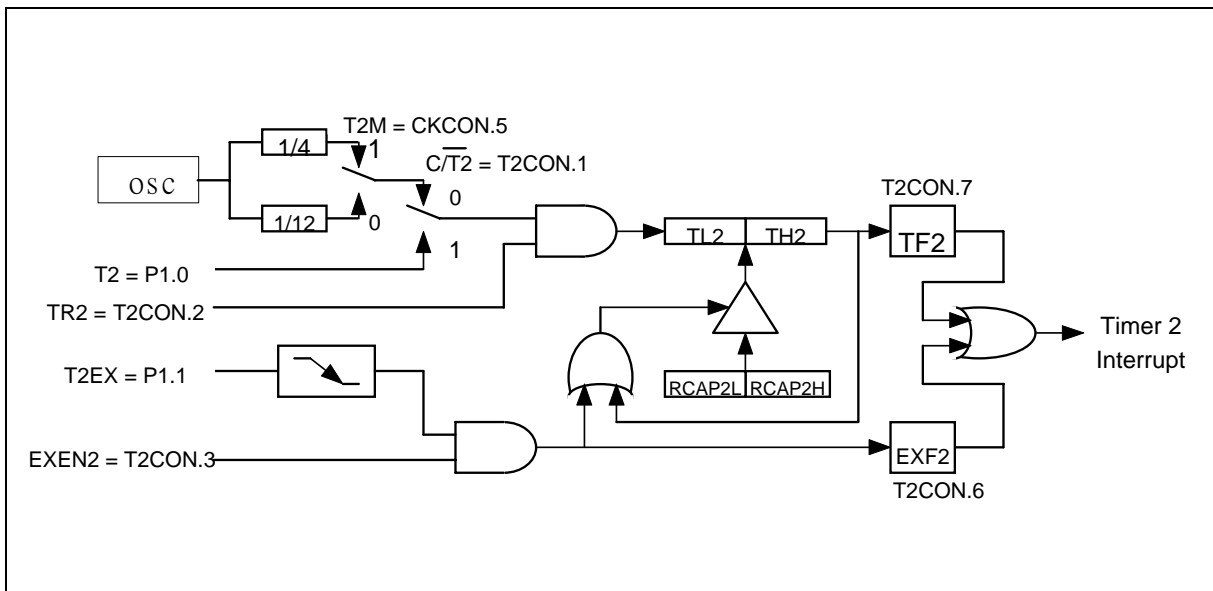 T2M = CKCON.5
1/4
1
C/T2 = T2CON.1
osc
0
1/12
0
1
T2 = P1.0
TR2 = T2CON.2
TL2
TH2
T2CON.7
TF2
Timer 2
Interrupt
T2EX = P1.1
RCAP2L
RCAP2H
EXEN2 = T2CON.3
EXF2
T2CON.6